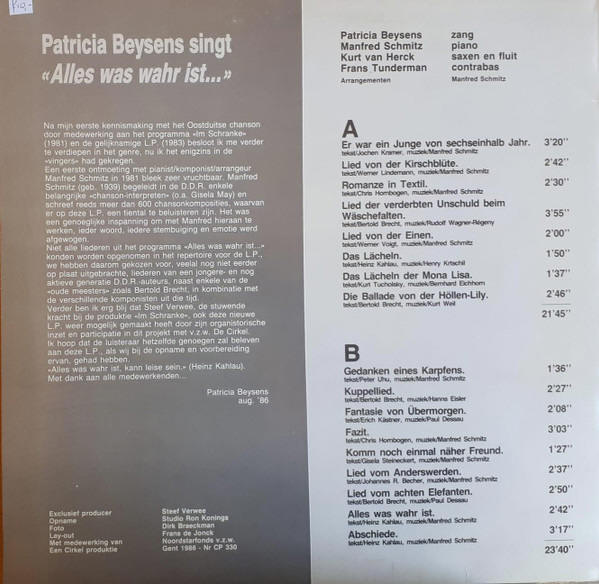 Patricia Beysens singt
«Alles was wahr ist...»
Na mijn eerste kennismaking met het Oostduitse chanson
door medewerking aan het programma «Im Schranke»
(1981) en de gelijknamige L.P. (1983) besloot ik me verder
te verdiepen in het genre, nu ik het enigzins in de
«vingers» had gekregen.
Een eerste ontmoeting met pianist/komponist/arrangeur
Manfred Schmitz in 1981 bleek zeer vruchtbaar. Manfred
Schmitz (geb. 1939) begeleidt in de D.D.R. enkele
belangrijke «chanson-interpreten» (o.a. Gisela May) en
schreef reeds meer dan 600 chansonkomposities, waarvan
er op deze L.P. een tiental te beluisteren zijn. Het was
een genoeglijke inspanning om met Manfred hieraan te
werken, ieder woord, iedere stembuiging en emotie werd
afgewogen.
Niet alle liederen uit het programma «Alles was wahr ist...»
konden worden opgenomen in het repertoire voor de L.P.,
we hebben daarom gekozen voor, veelal nog niet eerder
op plaat uitgebrachte, liederen van een jongere- en nog
aktieve generatie D.D.R.-auteurs, naast enkele van de
«oude meesters» zoals Bertold Brecht, in kombinatie met
de verschillende komponisten uit die tijd.
Verder ben ik erg blij dat Steef Verwee, de stuwende
kracht bij de produktie «Im Schranke», ook deze nieuwe
L.P. weer mogelijk gemaakt heeft door zijn organistorische
inzet en participatie in dit projekt met v.z.w. De Cirkel.
Ik hoop dat de luisteraar hetzelfde genoegen zal beleven
aan deze L.P., als wij bij de opname en voorbereiding
ervan, gehad hebben.
«Alles was wahr ist, kann leise sein.» (Heinz Kahlau).
Met dank aan alle medewerkenden...
Patricia Beysens
aug. '86
Exclusief producer Steef Verwee
Opname Studio Ron Konings
Foto Dirk Braeckman
Lay-out Frans de Jonck
Met medewerking van Noordstarfonds v.z.w.
Een Cirkel produktie Gent 1986 - Nr CP 330
Patricia Beysens zang
Manfred Schmitz piano
Kurt van Herck saxen en fluit
Frans Tunderman contrabas
Arrangementen Manfred Schmitz
A
Er war ein Junge von sechseinhalb Jahr. 3'20''
tekst/Jochen Kramer, muziek/Manfred Schmitz
Lied von der Kirschblüte. 2'42''
tekst/Werner Lindemann, muziek/Manfred Schmitz
Romanze in Textil. 2'30''
tekst/Chris Hornbogen, muziek/Manfred Schmitz
Lied der verderbten Unschuld beim
Wäschefalten. 3'55''
tekst/Bertold Brecht, muziek/Rudolf Wagner-Régeny
Lied von der Einen. 2'00''
tekst/Werner Voigt, muziek/Manfred Schmitz
Das Lächeln. 1'50''
tekst/Heinz Kahlau, muziek/Henry Krtschil
Das Lächeln der Mona Lisa. 1'37''
tekst/Kurt Tucholsky, muziek/Bernhard Eichhorn
Die Ballade von der Höllen-Lily. 2'46''
tekst/Bertold Brecht, muziek/Kurt Weil
21'45''
B
Gedanken eines Karpfens. 1'36''
tekst/Peter Uhu, muziek/Manfred Schmitz
Kuppellied. 2'27''
tekst/Bertold Brecht, muziek/Hanns Eisler
Fantasie von Übermorgen. 2'08''
tekst/Erich Kästner, muziek/Paul Dessau
Fazit. 3'03''
tekst/Chris Hornbogen, muziek/Manfred Schmitz
Komm noch einmal näher Freund. 1'27''
tekst/Gisela Steineckert, muziek/Manfred Schmitz
Lied vom Anderswerden. 2'37''
tekst/Johannes R. Becher, muziek/Manfred Schmitz
Lied vom achten Elefanten. 2'50''
tekst/Bertold Brecht, muziek/Paul Dessau
Alles was wahr ist. 2'42''
tekst/Heinz Kahlau, muziek/Manfred Schmitz
Abschiede. 3'17''
tekst/Heinz Kahlau, muziek/Manfred Schmitz
23'40''